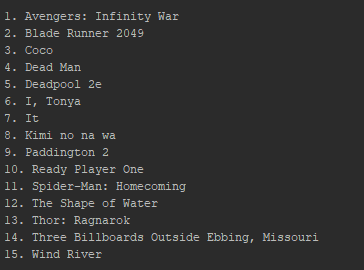 1. Avengers: Infinity War
2. Blade Runner 2049
3. Coco
4. Dead Man
5. Deadpool 2e
6. I, Tonya
7. It
8. Kimi no na wa
9. Paddington 2
10. Ready Player One
11. Spider-Man: Homecoming
12. The Shape of Water
13. Thor: Ragnarok
14. Three Billboards Outside Ebbing, Missouri
15. Wind River